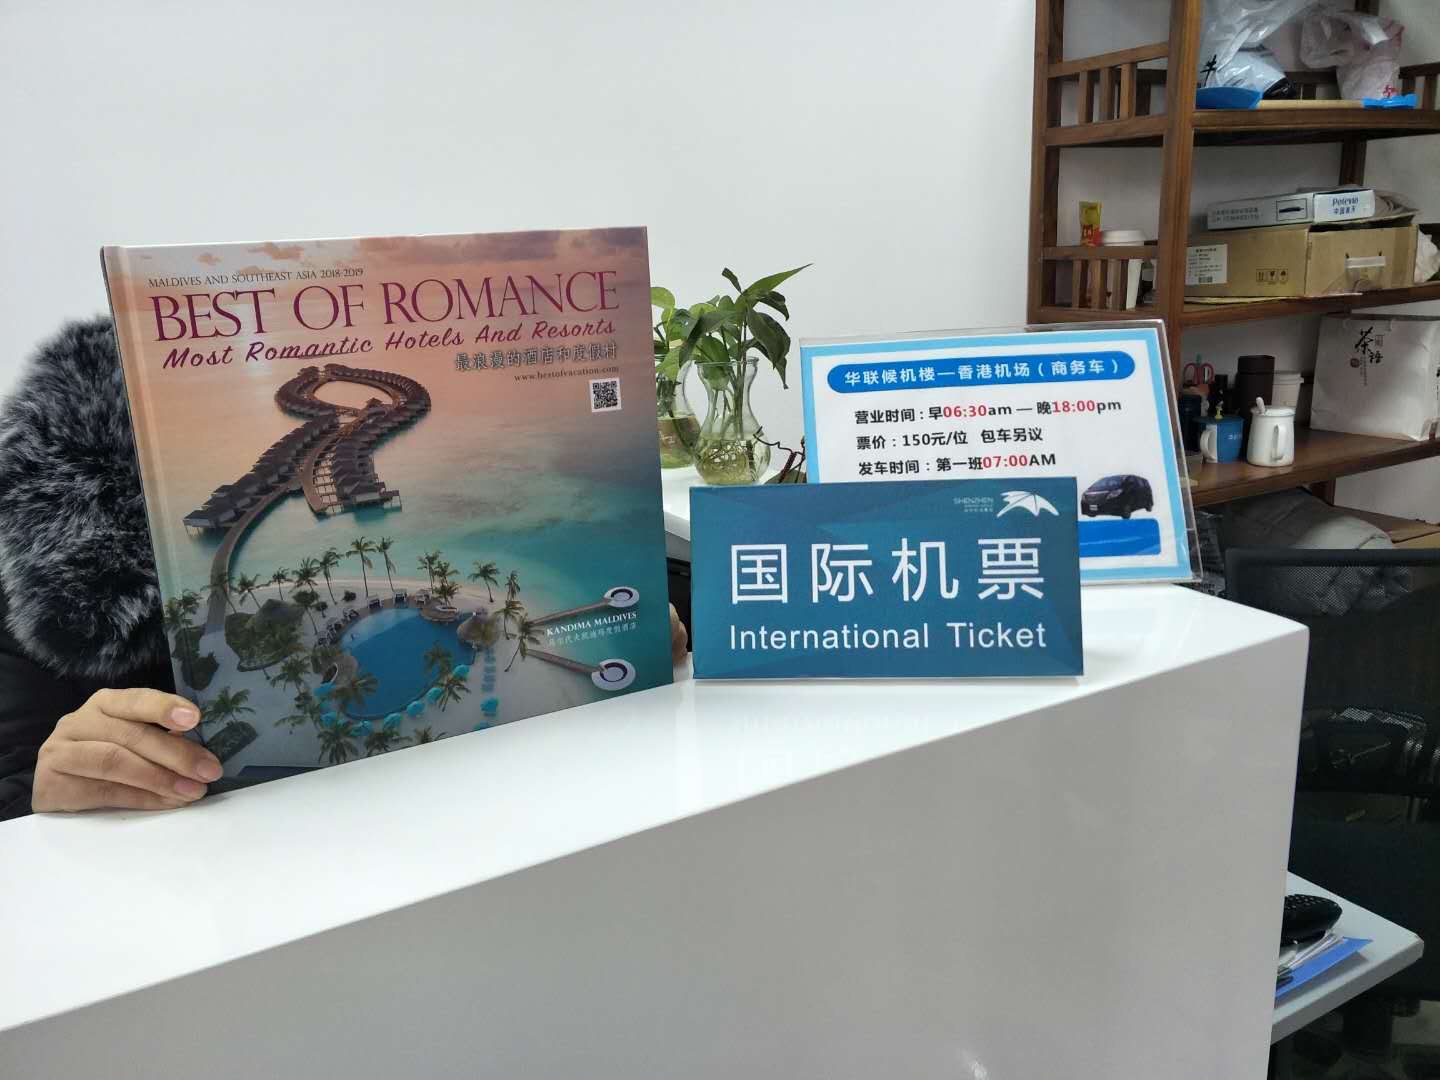 MALDIVES AND SOUTHEAST ASIA 2018-2019
BEST OF ROMANCE
Most Romantic Hotels And Resorts
最浪漫的酒店和度假村
www.bestofvacation.com
KANDIMA MALDIVES
华联候机楼—香港机场（商务车）
营业时间：早06:30am — 晚18:00pm
票价：150元/位 包车另议
发车时间：第一班07:00AM
SHENZHEN
国际机票
International Ticket
茶语